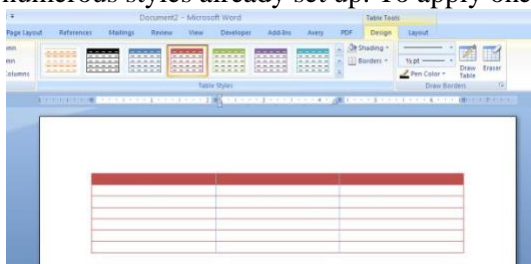 numerous styles already set up. To apply one
Document2 - Microsoft Word Table Tools
Page Layout References Mailings Review View Developer Add-Ins Avery PDF Design Layout
Shading
Borders
½ pt
Pen Color
Draw Table
Eraser
olumns
Table Styles Draw Borders